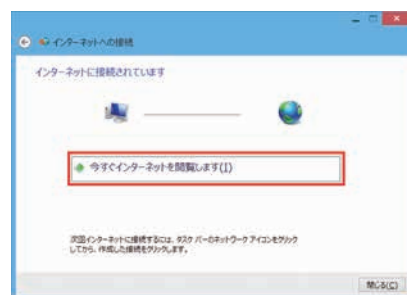 インターネットへの接続
インターネットに接続されています
今すぐインターネットを閲覧します(I)
次回インターネットに接続するには、タスク バーのネットワーク アイコンをクリック
してから、作成した接続をクリックします。
閉じる(C)